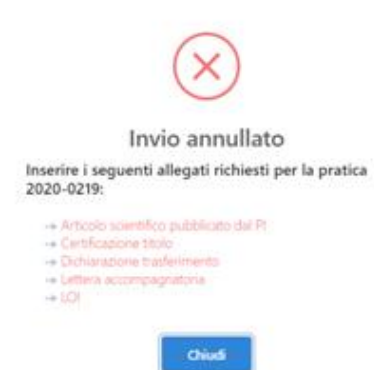 Invio annullato
Inserire i seguenti allegati richiesti per la pratica
2020-0219:
→ Articolo scientifico pubblicato dal PI
→ Certificazione titolo
→ Dichiarazione trasferimento
→ Lettera accompagnatoria
→ LOI
Chiudi